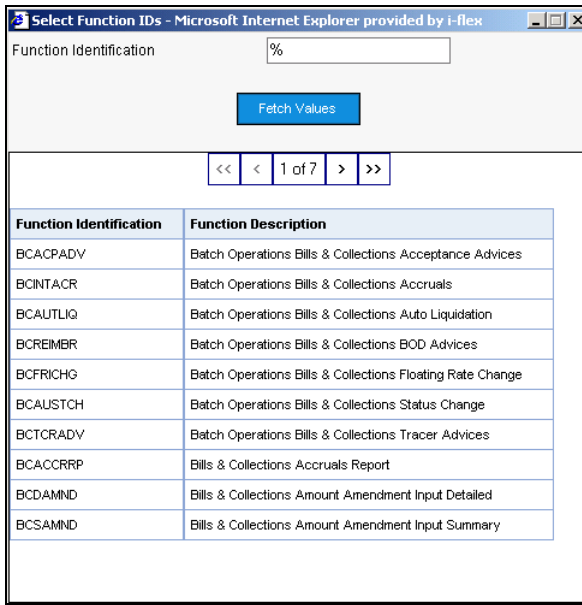 Select Function IDs - Microsoft Internet Explorer provided by i-flex
Function Identification %
Fetch Values
<< < 1 of 7 > >>
Function Identification Function Description
BCACPADV Batch Operations Bills & Collections Acceptance Advices
BCINTACR Batch Operations Bills & Collections Accruals
BCAUTLIQ Batch Operations Bills & Collections Auto Liquidation
BCREIMBR Batch Operations Bills & Collections BOD Advices
BCFRICHG Batch Operations Bills & Collections Floating Rate Change
BCAUSTCH Batch Operations Bills & Collections Status Change
BCTCRADV Batch Operations Bills & Collections Tracer Advices
BCACCRRP Bills & Collections Accruals Report
BCDAMND Bills & Collections Amount Amendment Input Detailed
BCSAMND Bills & Collections Amount Amendment Input Summary